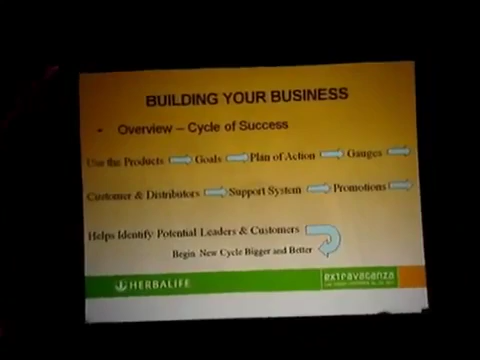 BUILDING YOUR BUSINESS
• Overview – Cycle of Success
Use the Products Goals Plan of Action Gauges
Customer & Distributors Support System Promotions
Helps Identify Potential Leaders & Customers
Begin New Cycle Bigger and Better
HERBALIFE extravaganza